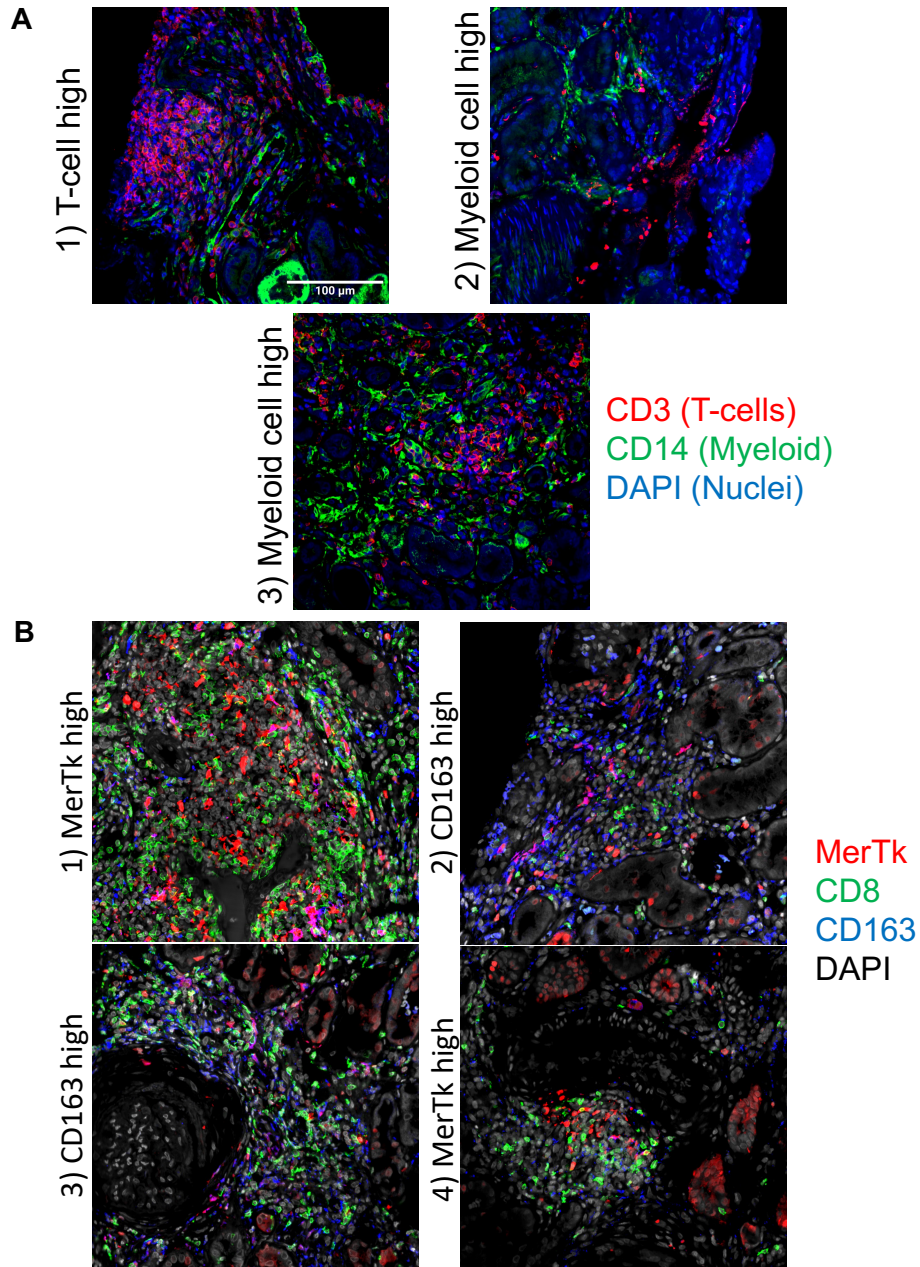 A
1) T-cell high
100 µm
2) Myeloid cell high
3) Myeloid cell high
CD3 (T-cells)
CD14 (Myeloid)
DAPI (Nuclei)
B
1) MerTk high
2) CD163 high
3) CD163 high
4) MerTk high
MerTk
CD8
CD163
DAPI